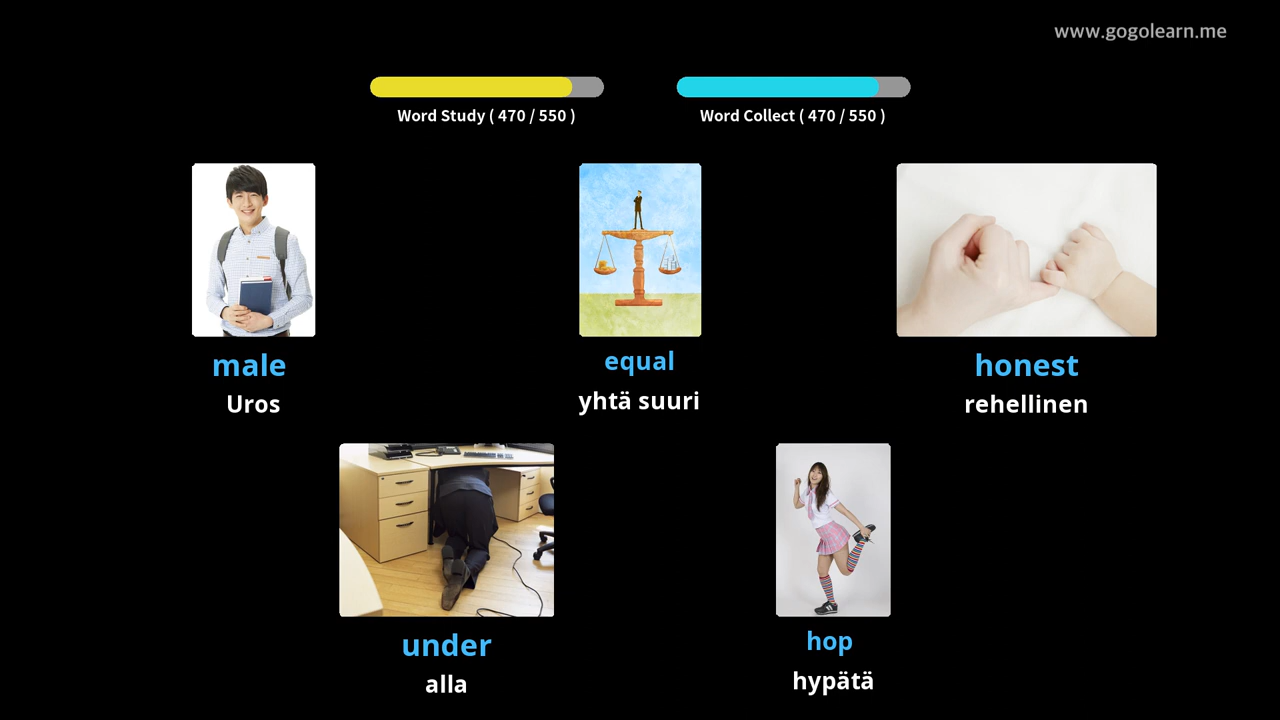 www.gogolearn.me
Word Study ( 470 / 550 )
Word Collect ( 470 / 550 )
male
Uros
equal
yhtä suuri
honest
rehellinen
under
alla
hop
hypätä